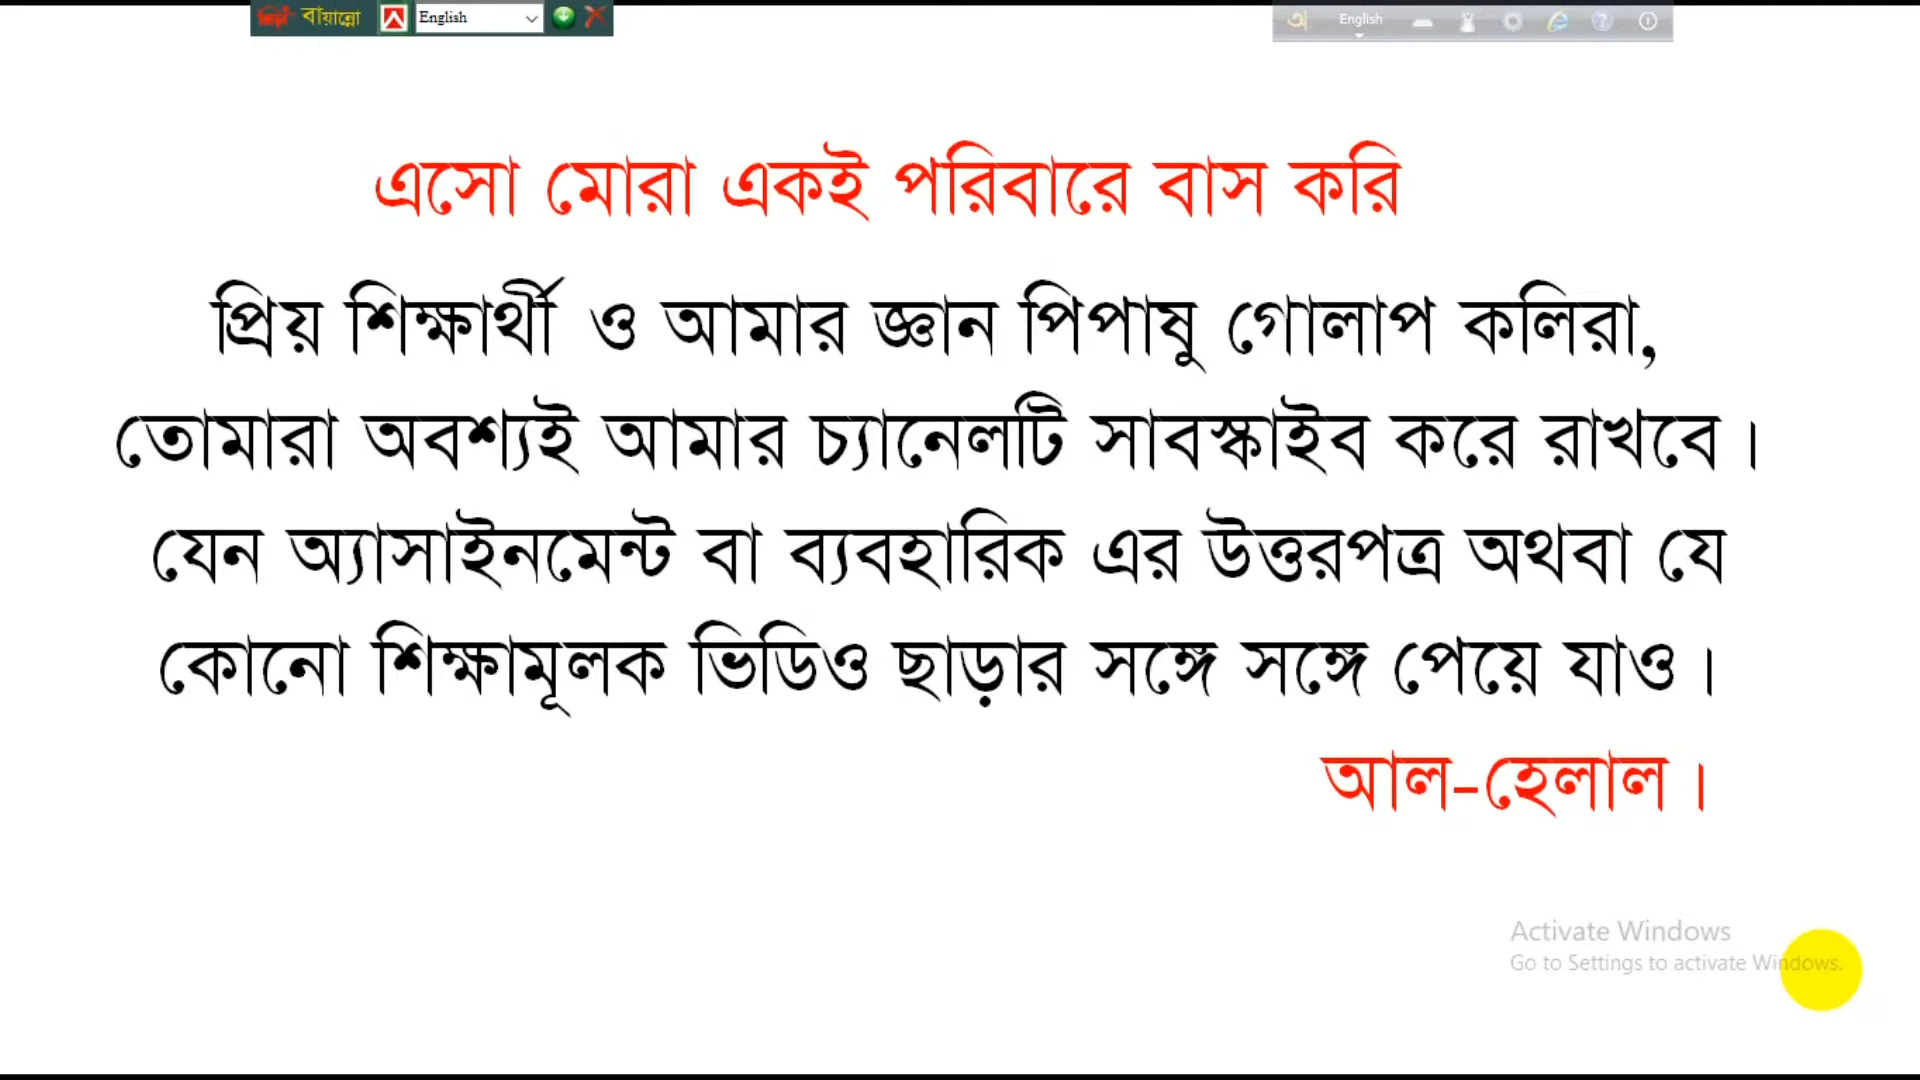 বায়ান্নো English
অ English
এসো মোরা একই পরিবারে বাস করি
প্রিয় শিক্ষার্থী ও আমার জ্ঞান পিপাষু গোলাপ কলিরা,
তোমারা অবশ্যই আমার চ্যানেলটি সাবস্কাইব করে রাখবে।
যেন অ্যাসাইনমেন্ট বা ব্যবহারিক এর উত্তরপত্র অথবা যে
কোনো শিক্ষামূলক ভিডিও ছাড়ার সঙ্গে সঙ্গে পেয়ে যাও।
আল-হেলাল।
Activate Windows
Go to Settings to activate Windows.